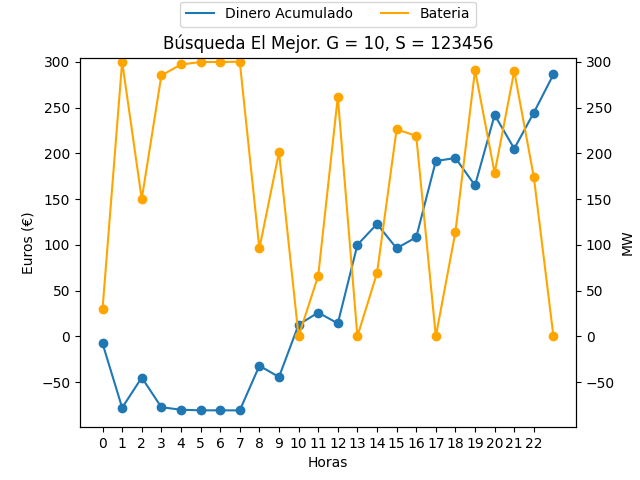 Dinero Acumulado Bateria
Búsqueda El Mejor. G = 10, S = 123456
300 300
250 250
200 200
150 150
100 100
50 50
0 0
−50 −50
Euros (€)
MW
0 1 2 3 4 5 6 7 8 9 10 11 12 13 14 15 16 17 18 19 20 21 22
Horas